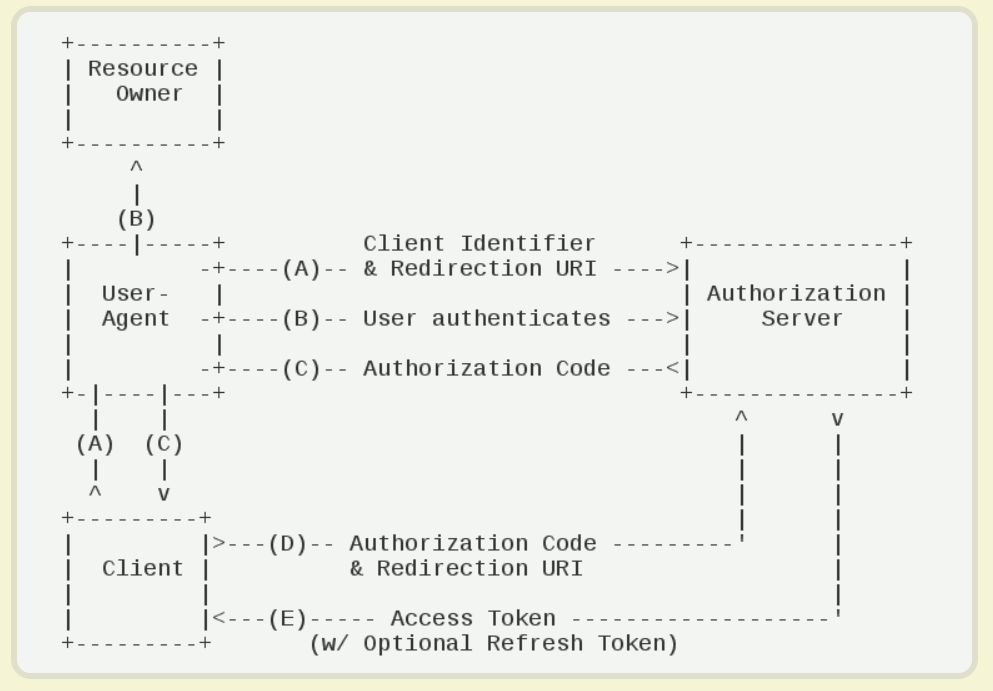 +----------+
| Resource |
|   Owner  |
|          |
+----------+
     ^
     |
    (B)
+----|-----+          Client Identifier      +---------------+
|         -+----(A)-- & Redirection URI ---->|               |
|  User-   |                                 | Authorization |
|  Agent  -+----(B)-- User authenticates --->|     Server    |
|          |                                 |               |
|         -+----(C)-- Authorization Code ---<|               |
+-|----|---+                                 +---------------+
  |    |                                         ^      v
 (A)  (C)                                        |      |
  |    |                                         |      |
  ^    v                                         |      |
+---------+                                      |      |
|         |>---(D)-- Authorization Code ---------'      |
|  Client |          & Redirection URI                  |
|         |                                             |
|         |<---(E)----- Access Token -------------------'
+---------+       (w/ Optional Refresh Token)